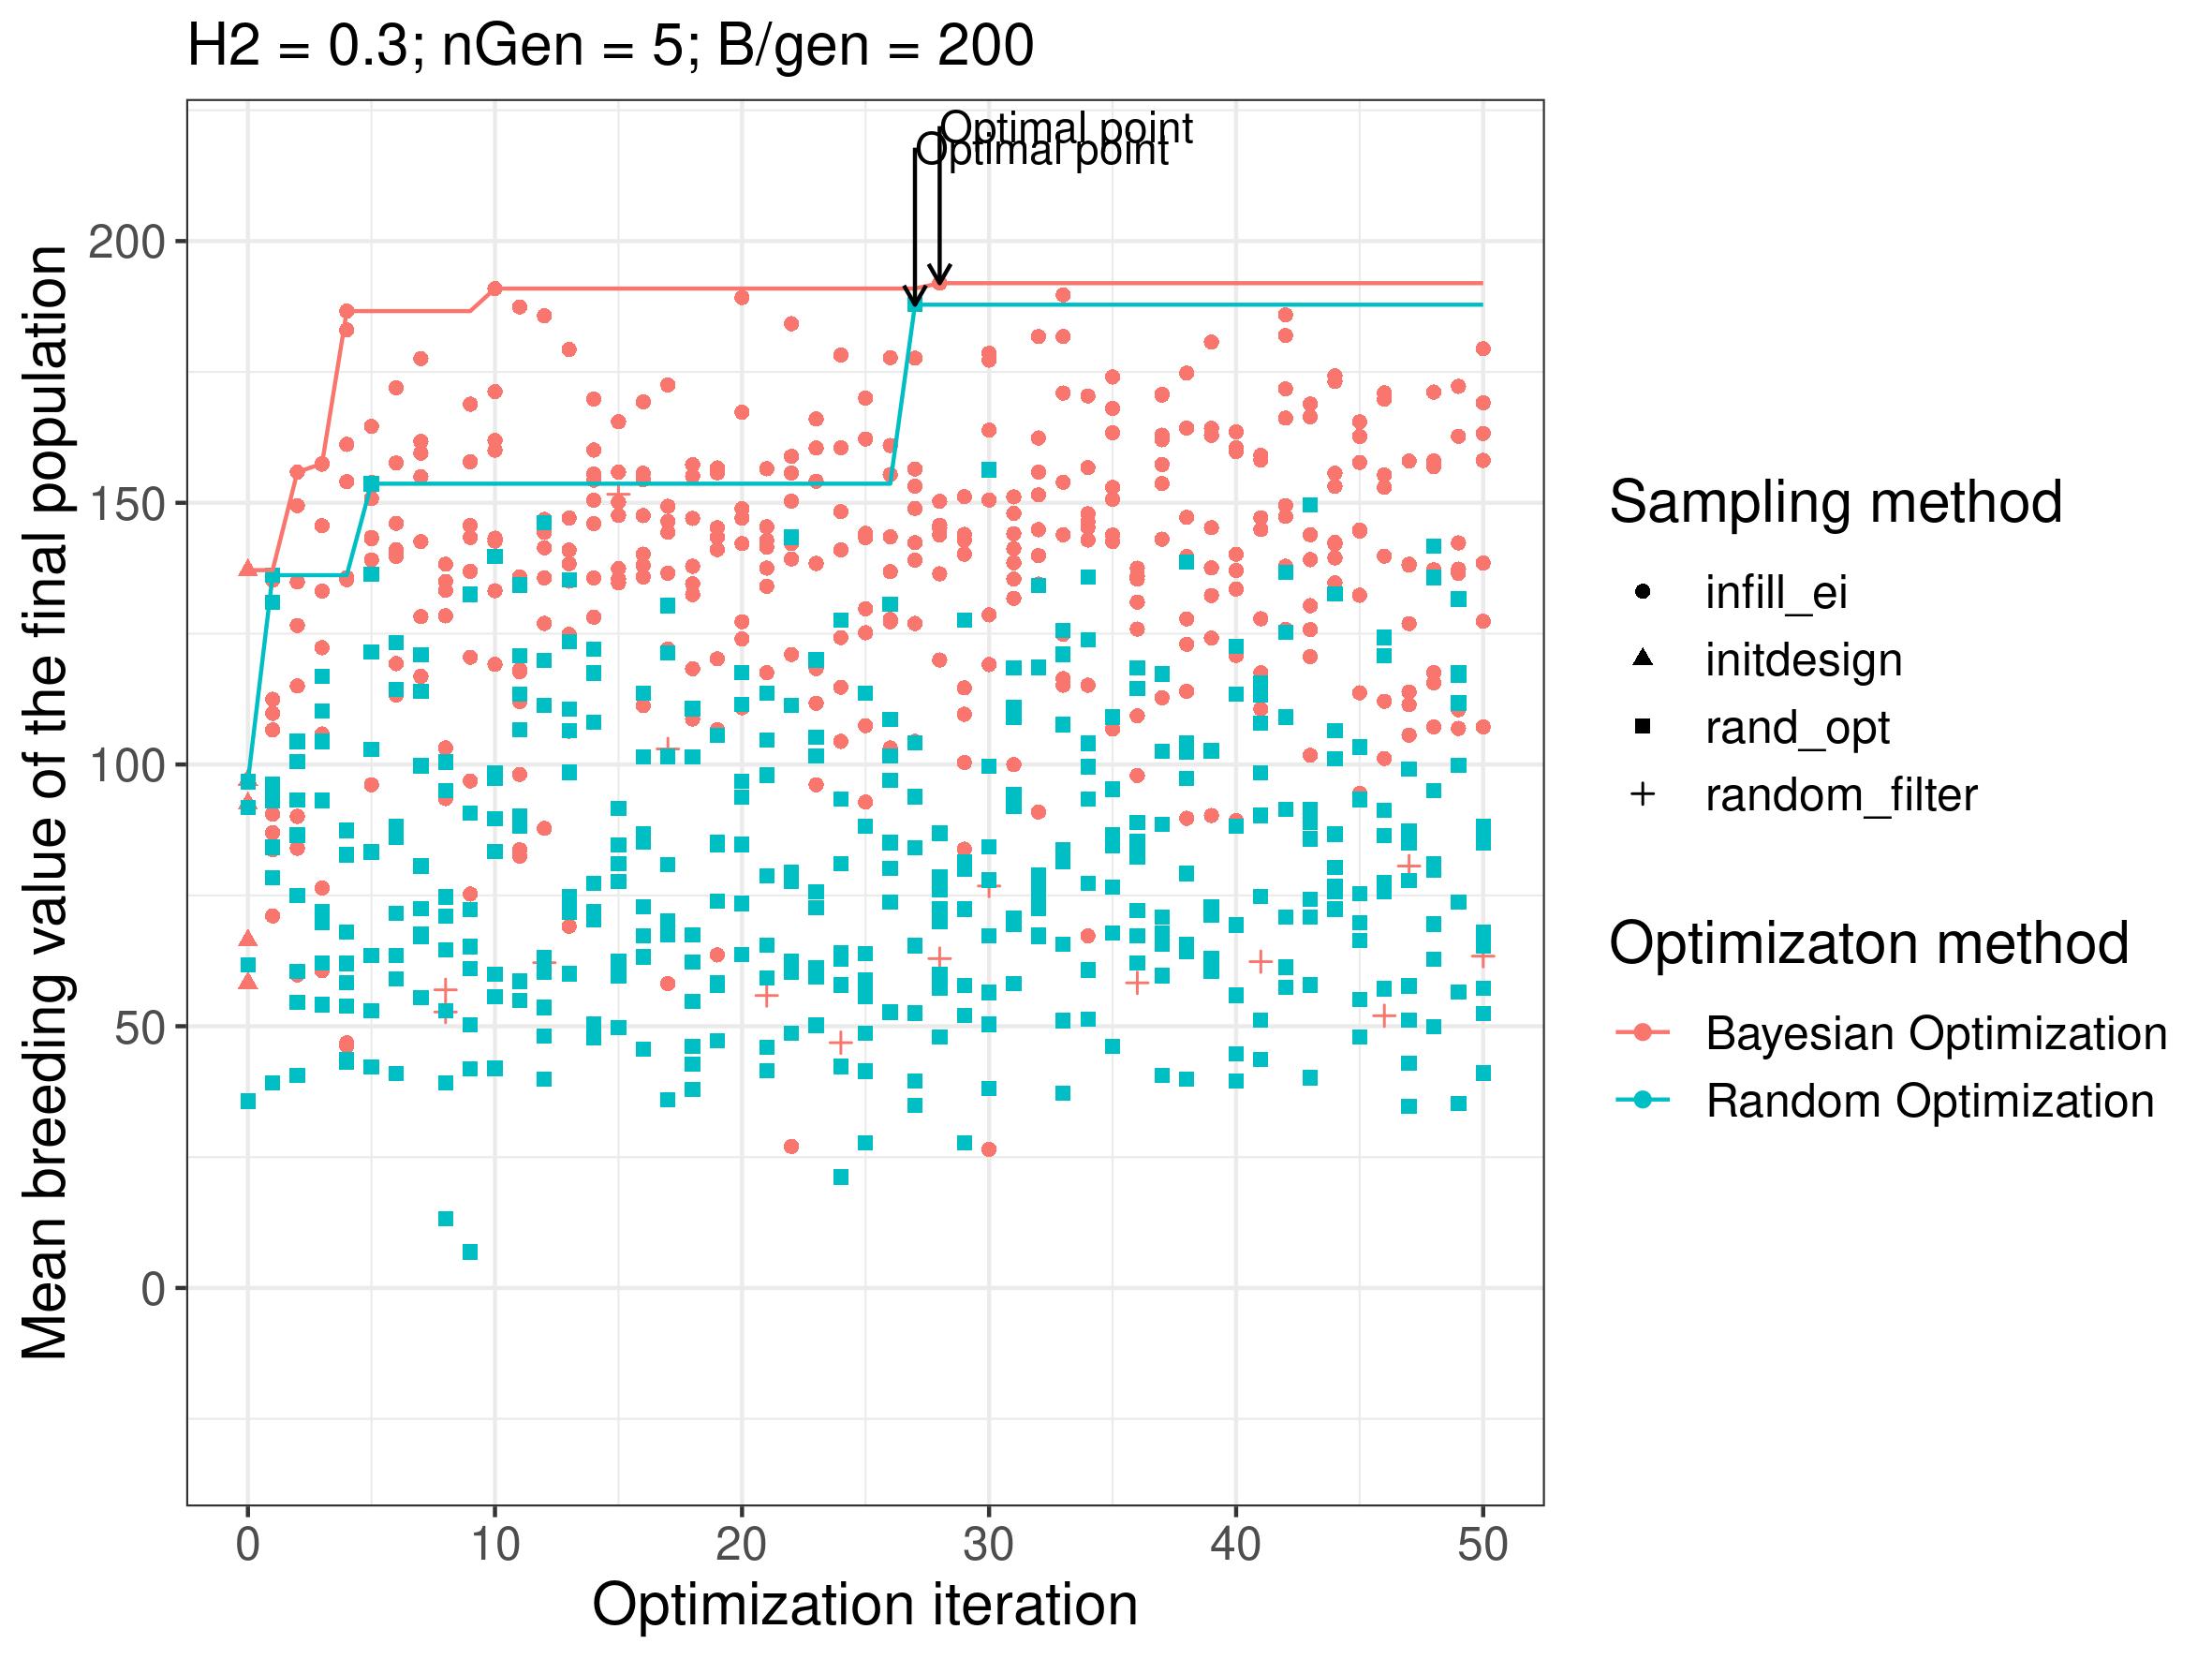 H2 = 0.3; nGen = 5; B/gen = 200
Optimal point
Optimal point
Mean breeding value of the final population
200
150
100
50
0
0 10 20 30 40 50
Optimization iteration
Sampling method
infill_ei
initdesign
rand_opt
random_filter
Optimizaton method
Bayesian Optimization
Random Optimization